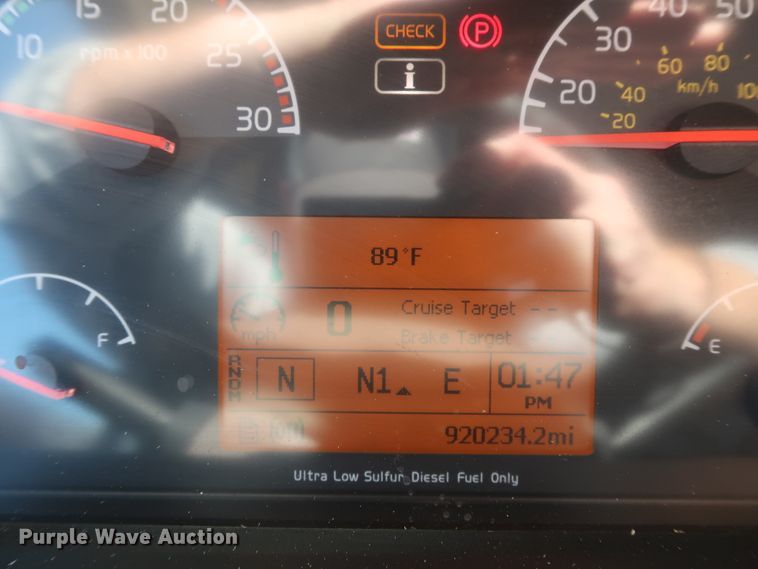 15 20
10 25
rpm x 100
30
CHECK P
i
40 50
30
60 80
km/h
20 40 100
20
89°F
0 Cruise Target --
mph Brake Target --
F
E
ARNDM
N N1 E 01:47
PM
920234.2mi
Ultra Low Sulfur Diesel Fuel Only
Purple Wave Auction